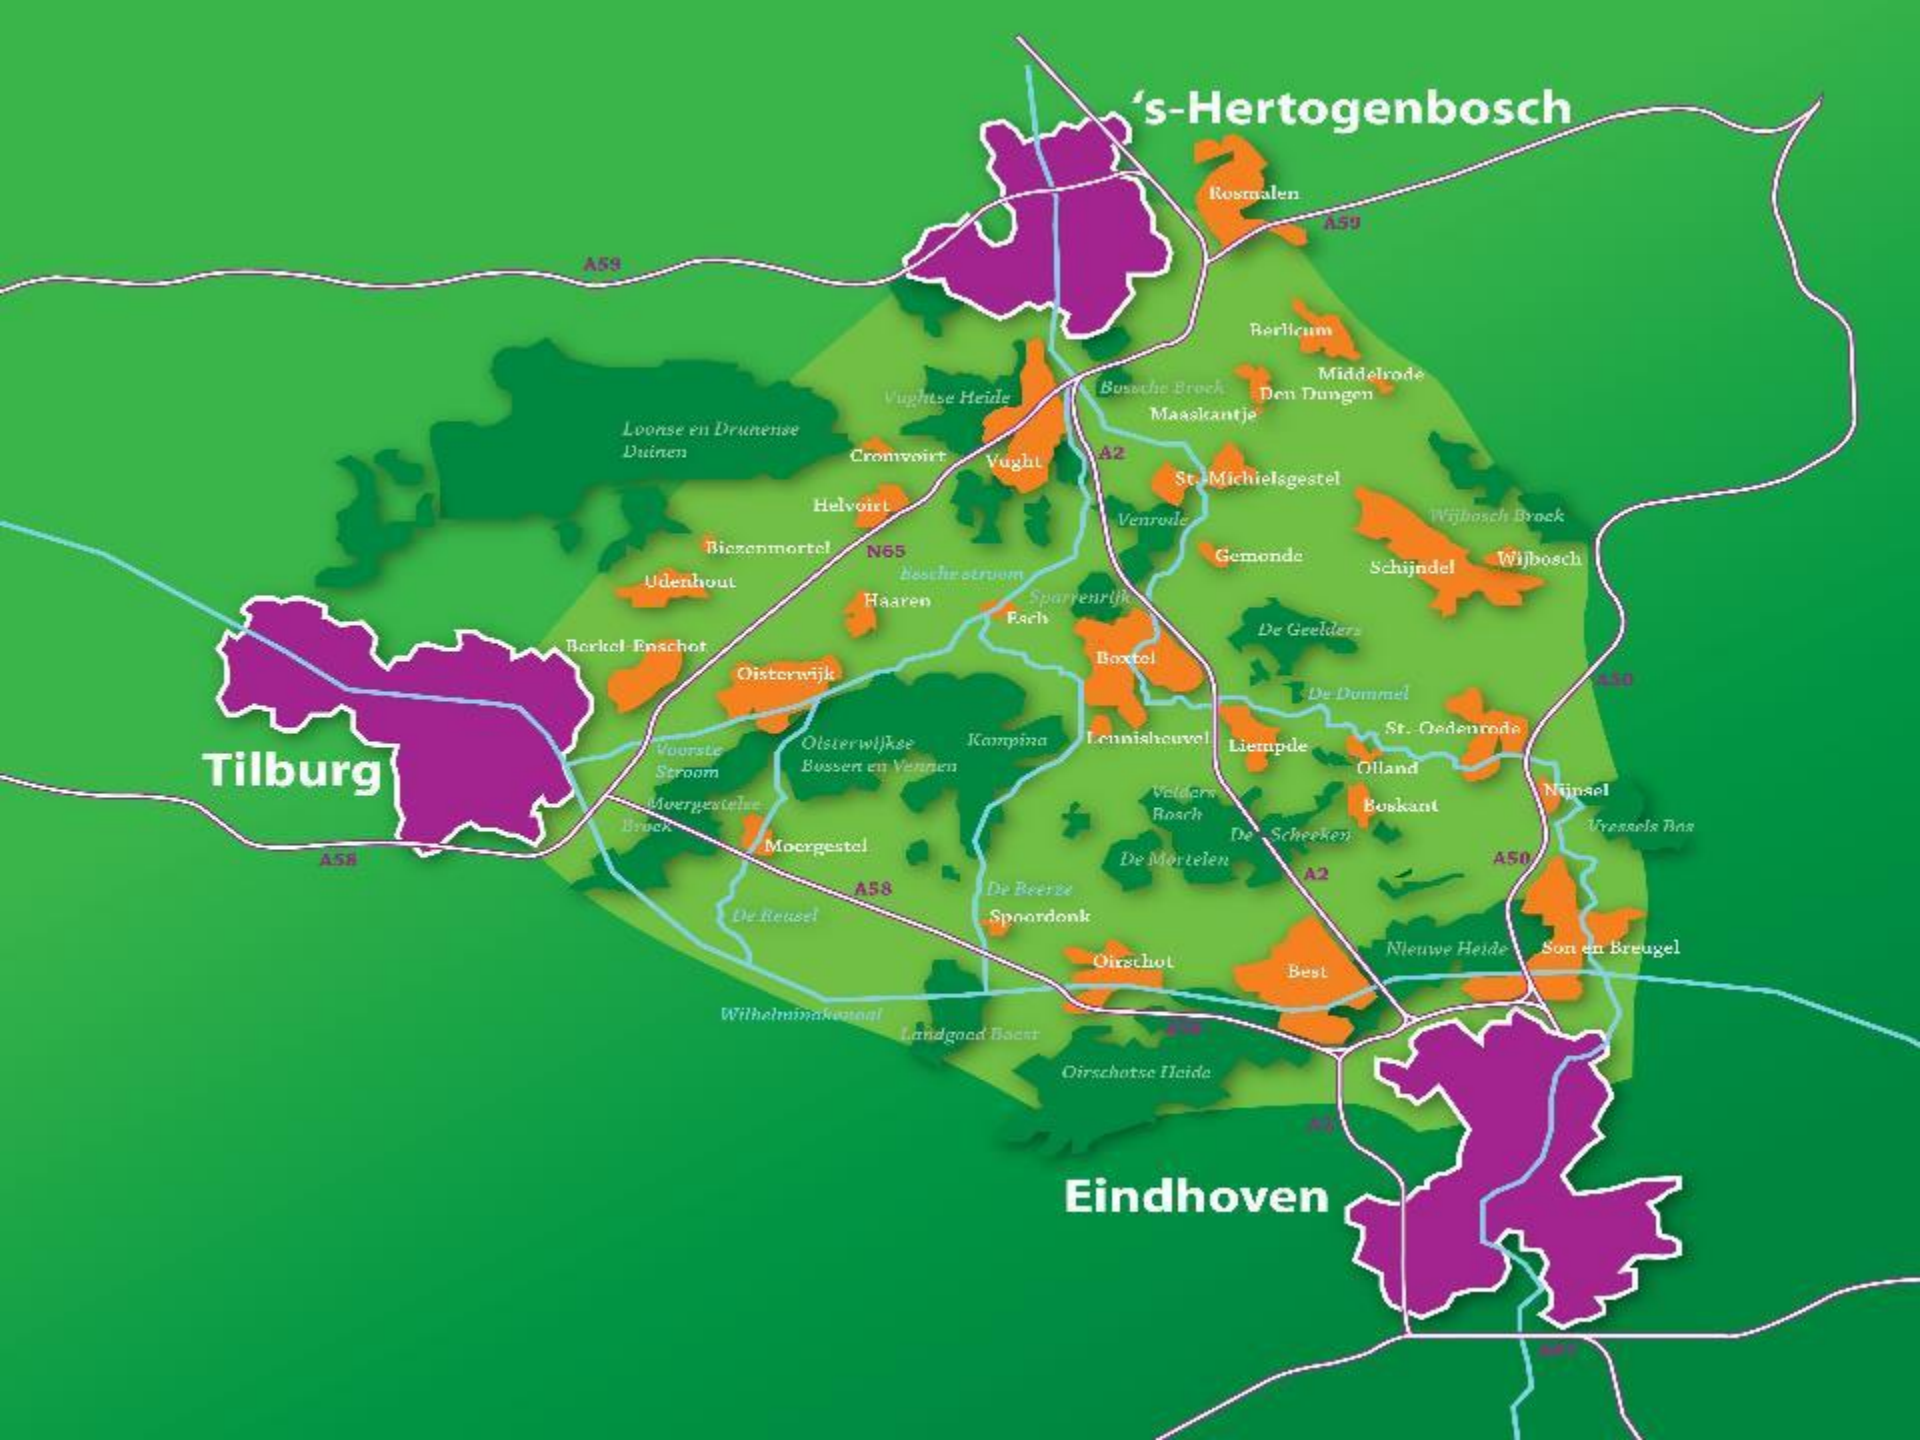 's-Hertogenbosch
Rosmalen
A59
A59
Berlicum
Middelrode
Den Dungen
Bossche Broek
Maaskantje
Vughtse Heide
Loonse en Drunense
Duinen
Cromvoirt
Vught
A2
St.-Michielsgestel
Helvoirt
Venrode
Wijbosch Broek
N65
Biezenmortel
Gemonde
Schijndel
Wijbosch
Udenhout
Essche stroom
Haaren
Sparrenrijk
Esch
De Geelders
Berkel-Enschot
Oisterwijk
Boxtel
A50
De Dommel
St.-Oedenrode
Lennisheuvel
Liempde
Olland
Voorste
Stroom
Oisterwijkse
Bossen en Vennen
Kampina
Tilburg
Nijnsel
Boskant
Velders
Bosch
Moergestelse
Broek
De Scheeken
Vressels Bos
Moergestel
De Mortelen
A58
A58
A2
A50
De Beerze
De Reusel
Spoordonk
Oirschot
Best
Nieuwe Heide
Son en Breugel
Wilhelminakanaal
Landgoed Baest
Oirschotse Heide
Eindhoven